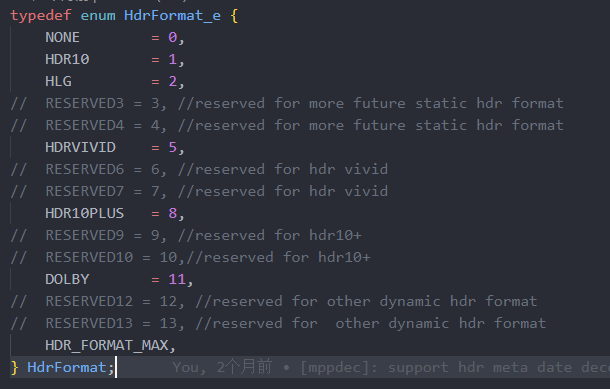 typedef enum HdrFormat_e {
    NONE         = 0,
    HDR10        = 1,
    HLG          = 2,
//  RESERVED3 = 3, //reserved for more future static hdr format
//  RESERVED4 = 4, //reserved for more future static hdr format
    HDRVIVID     = 5,
//  RESERVED6 = 6, //reserved for hdr vivid
//  RESERVED7 = 7, //reserved for hdr vivid
    HDR10PLUS    = 8,
//  RESERVED9 = 9, //reserved for hdr10+
//  RESERVED10 = 10,//reserved for hdr10+
    DOLBY        = 11,
//  RESERVED12 = 12, //reserved for other dynamic hdr format
//  RESERVED13 = 13, //reserved for  other dynamic hdr format
    HDR_FORMAT_MAX,
} HdrFormat;      You, 2个月前 • [mppdec]: support hdr meta date deco